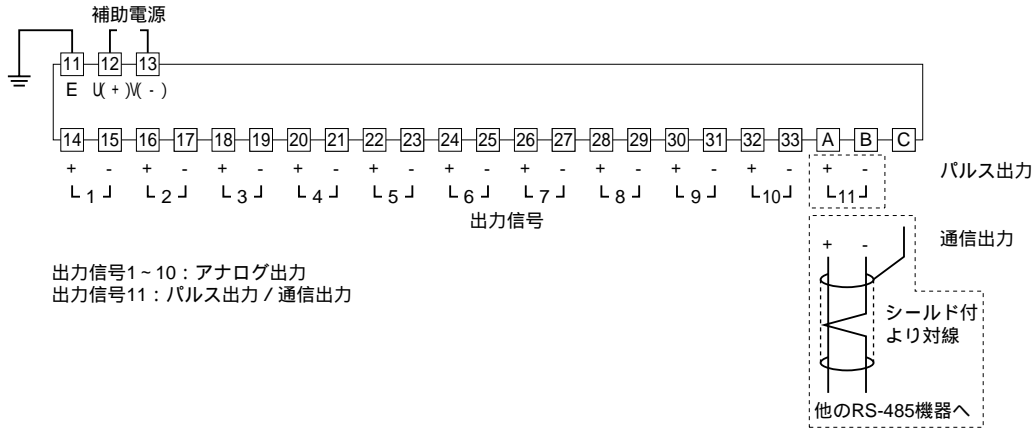 補助電源
11 12 13
E U( + )V( - )
14 15 16 17 18 19 20 21 22 23 24 25 26 27 28 29 30 31 32 33 A B C
+ - + - + - + - + - + - + - + - + - + - + -
1 2 3 4 5 6 7 8 9 10 11
パルス出力
出力信号
通信出力
+ -
出力信号1 ~ 10 : アナログ出力
出力信号11 : パルス出力 / 通信出力
シールド付
より対線
他のRS-485機器へ